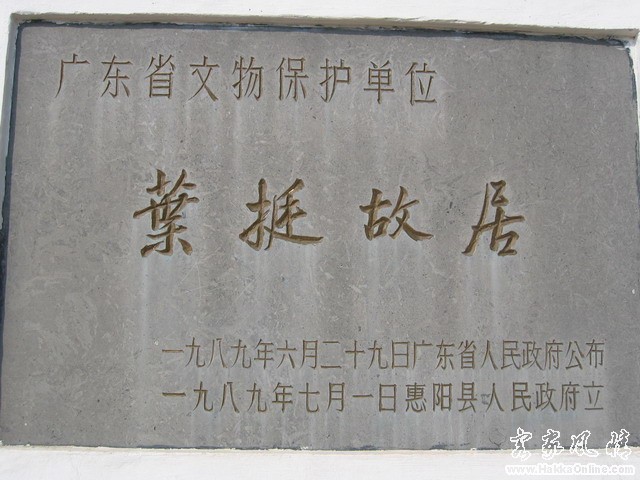 广东省文物保护单位
葉挺故居
一九八九年六月二十九日广东省人民政府公布
一九八九年七月一日惠阳县人民政府立
客家风情
www.HakkaOnline.com